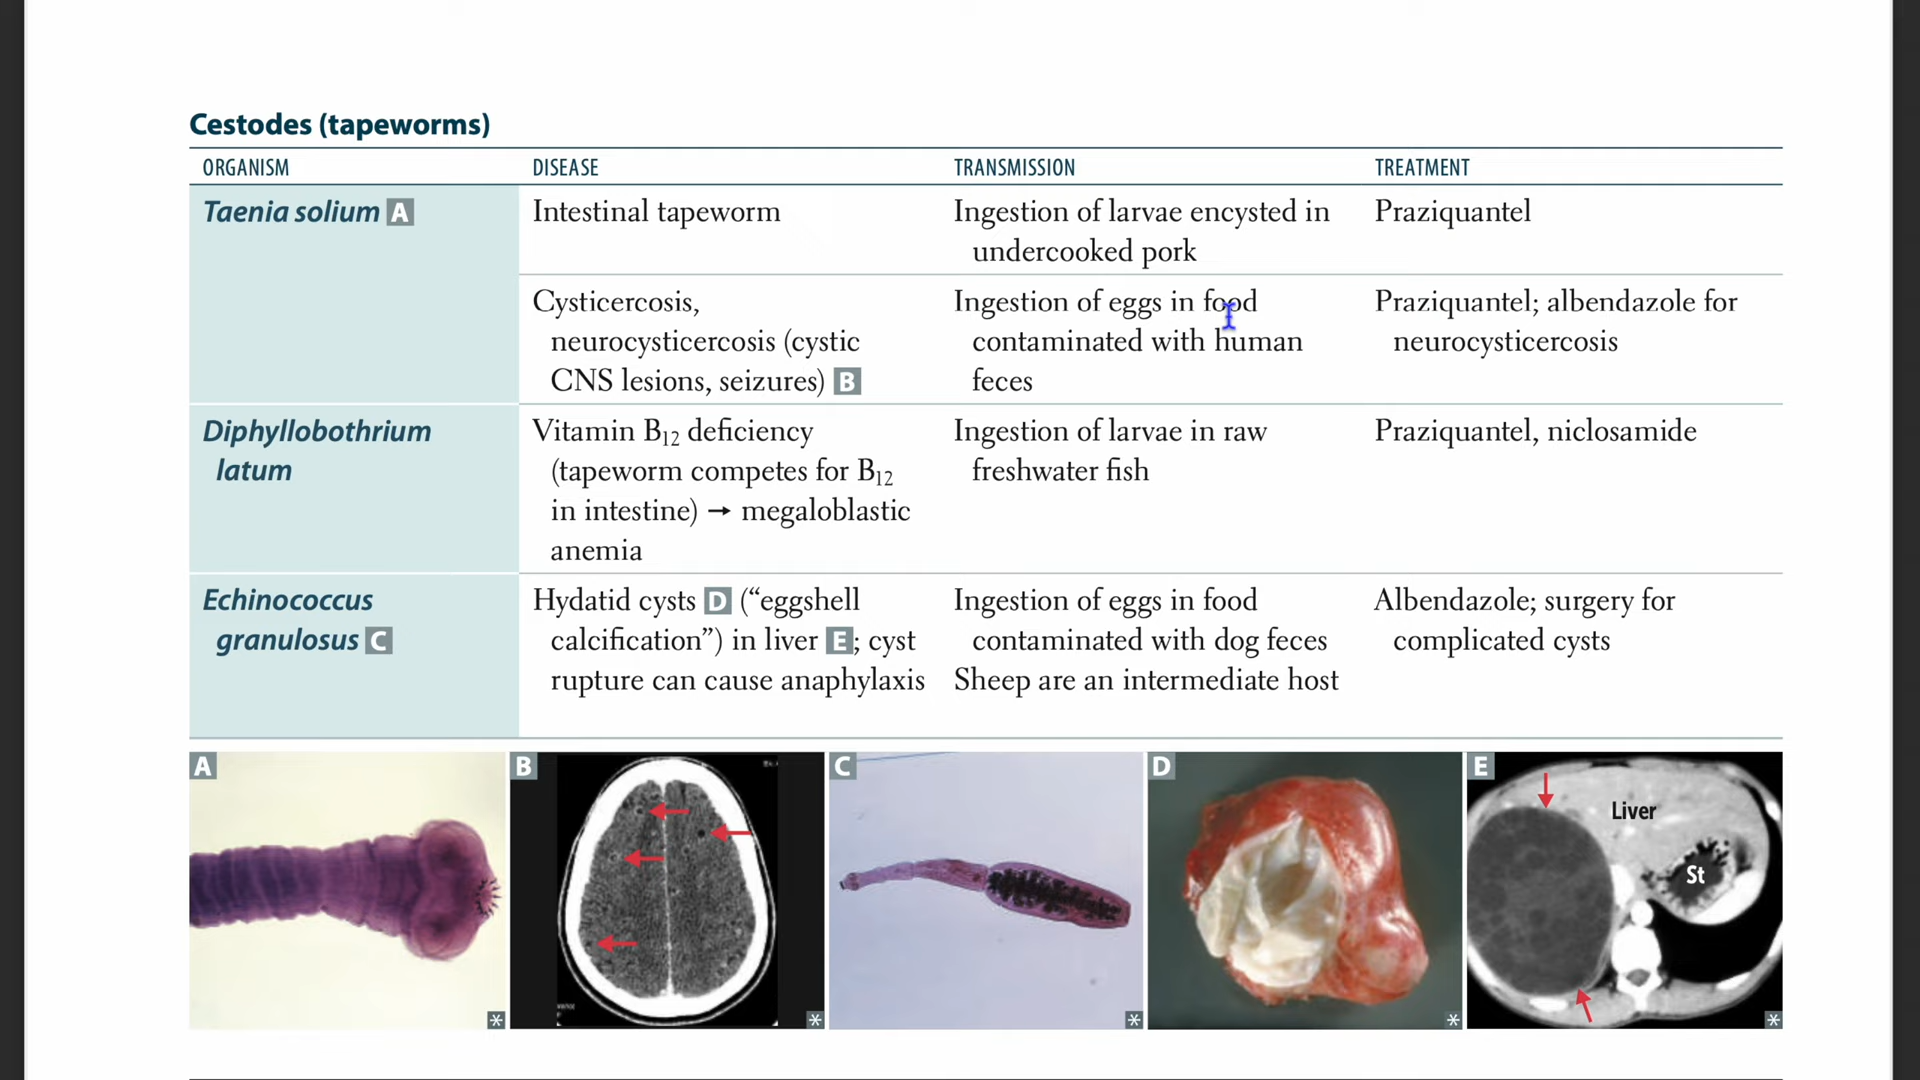 Cestodes (tapeworms)
ORGANISM DISEASE TRANSMISSION TREATMENT
Taenia solium A
Intestinal tapeworm
Ingestion of larvae encysted in
undercooked pork
Praziquantel
Cysticercosis,
neurocysticercosis (cystic
CNS lesions, seizures) B
Ingestion of eggs in food
contaminated with human
feces
Praziquantel; albendazole for
neurocysticercosis
Diphyllobothrium
latum
Vitamin B₁₂ deficiency
(tapeworm competes for B₁₂
in intestine) → megaloblastic
anemia
Ingestion of larvae in raw
freshwater fish
Praziquantel, niclosamide
Echinococcus
granulosus C
Hydatid cysts D (“eggshell
calcification”) in liver E; cyst
rupture can cause anaphylaxis
Ingestion of eggs in food
contaminated with dog feces
Sheep are an intermediate host
Albendazole; surgery for
complicated cysts
A
B
C
D
E
Liver
St